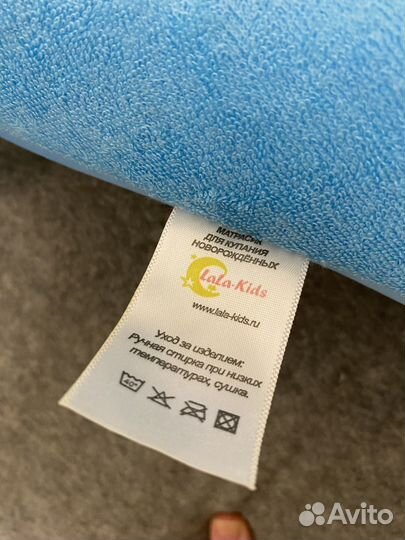 МАТРАСИК
ДЛЯ КУПАНИЯ
НОВОРОЖДЁННЫХ
LaLa-Kids
www.lala-kids.ru
Уход за изделием:
Ручная стирка при низких
температурах, сушка.
40°
Avito